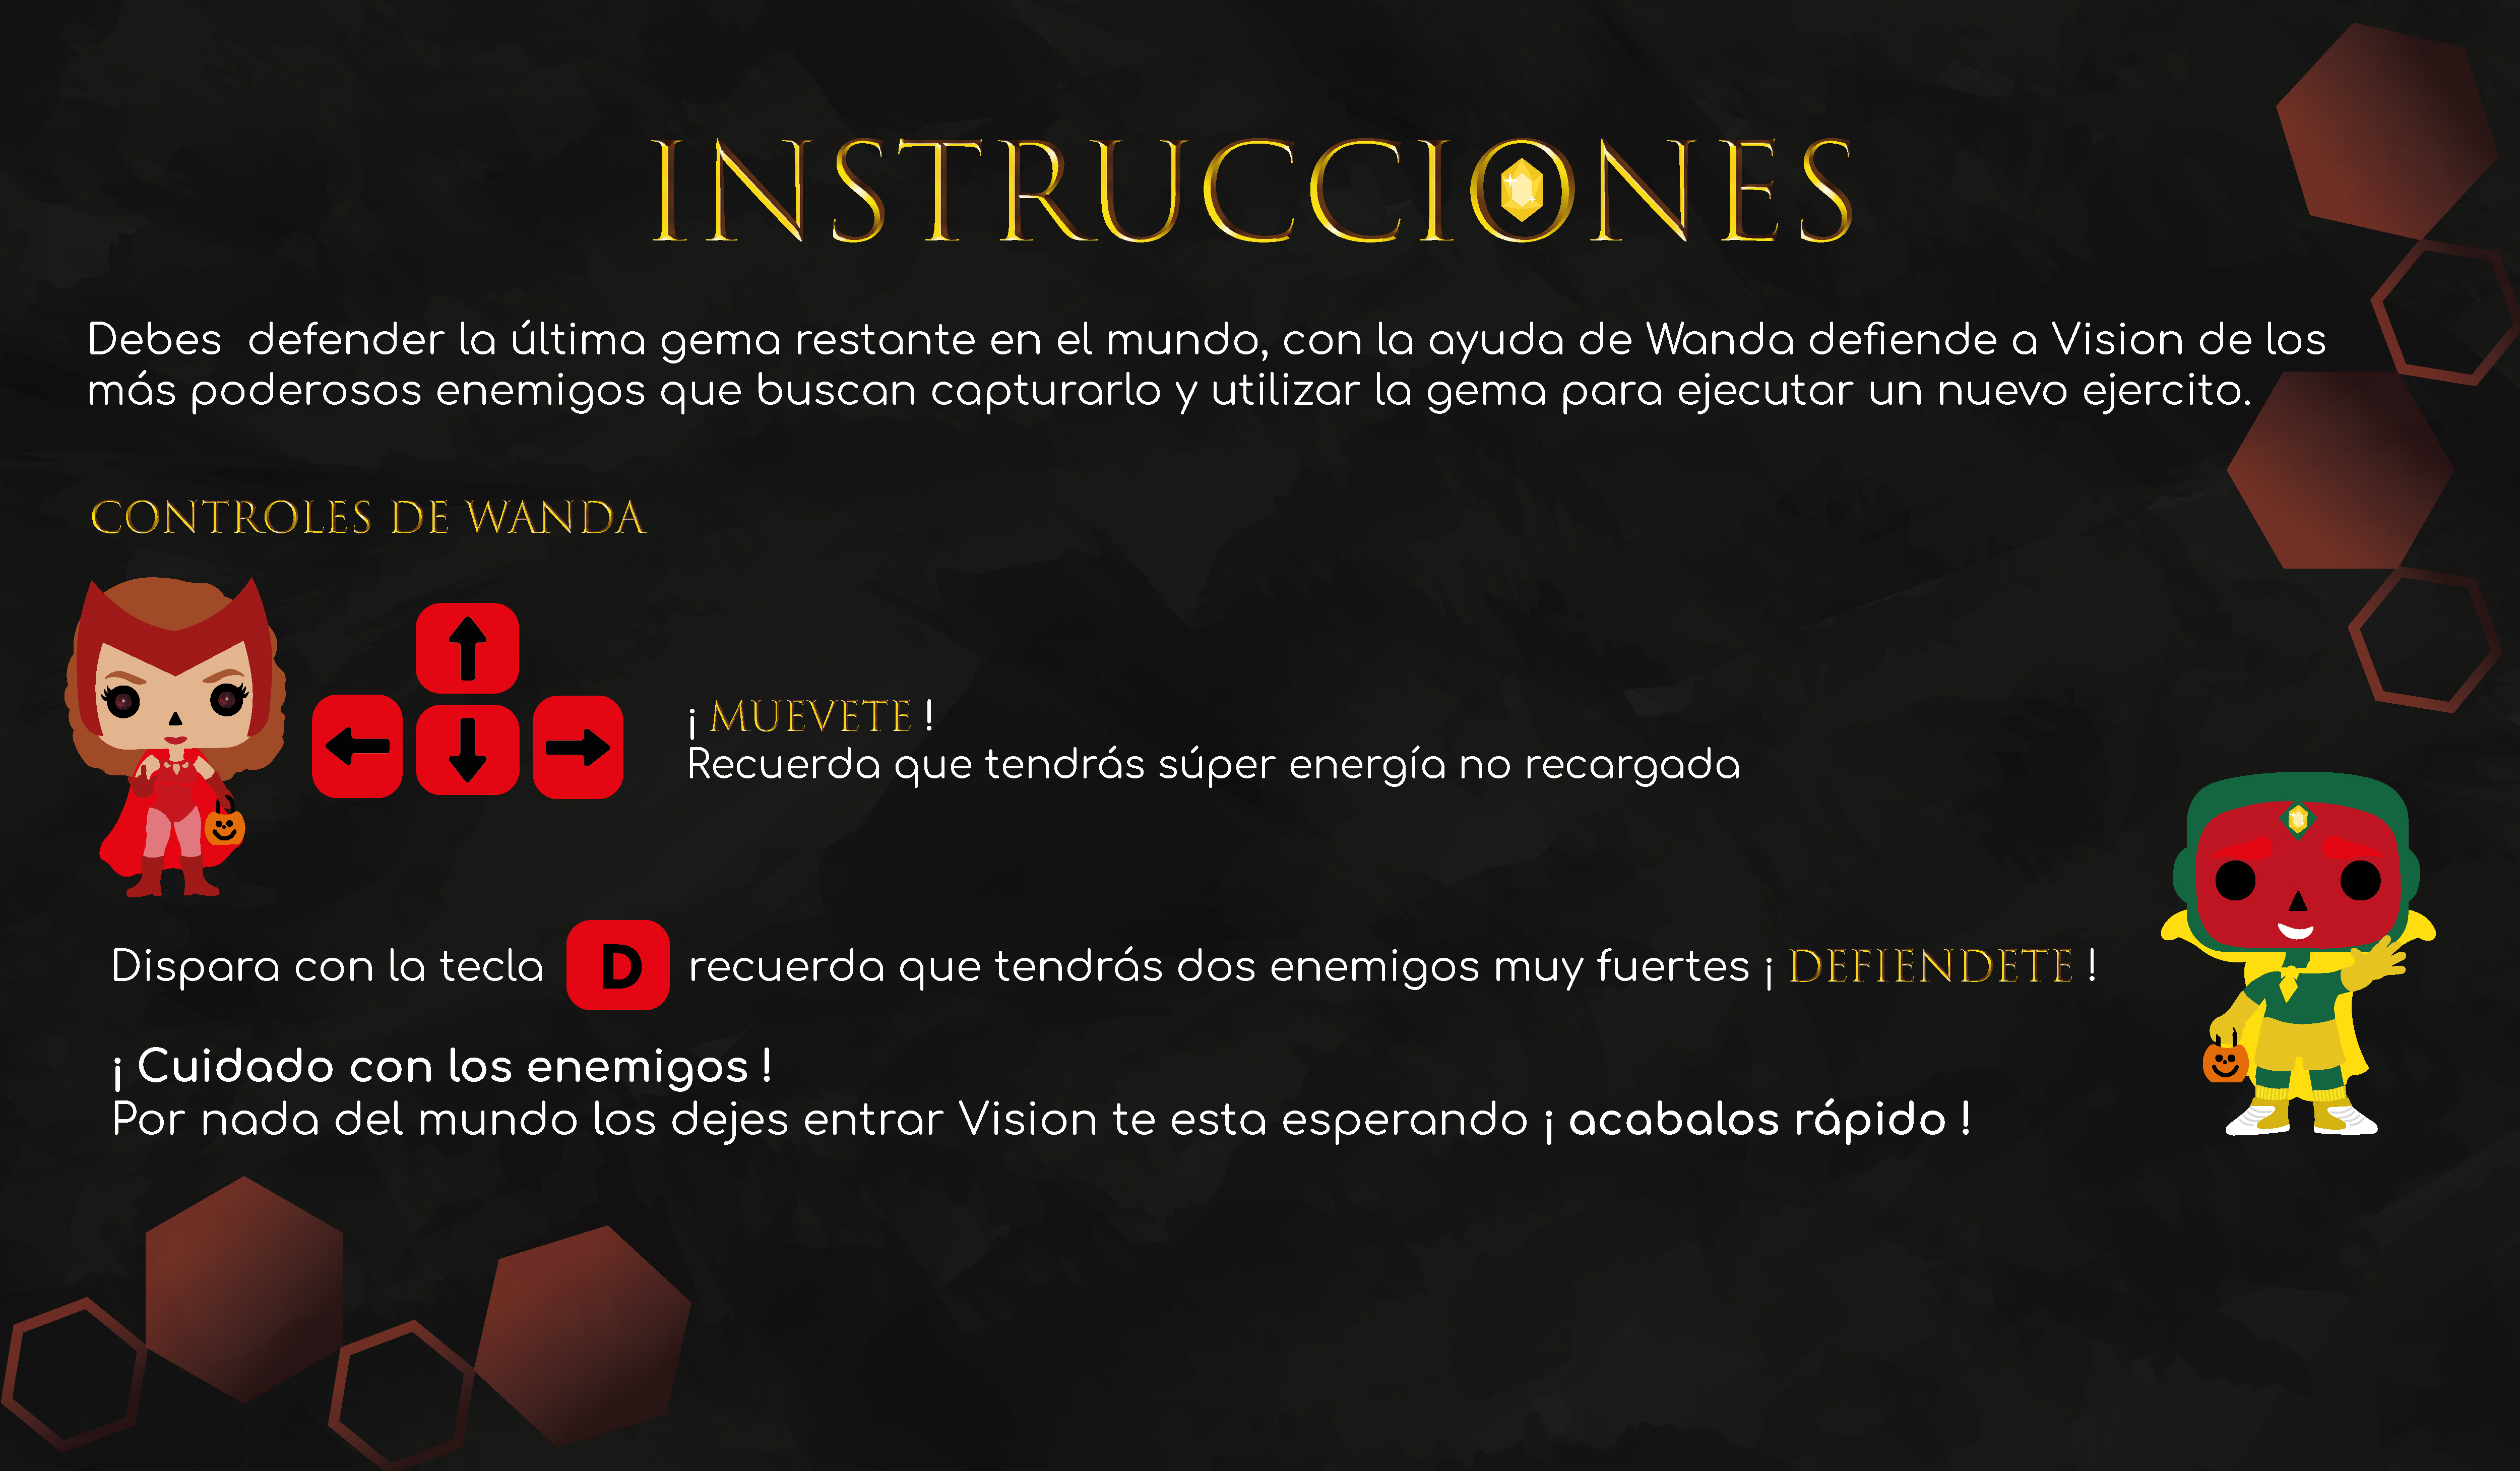 INSTRUCCIONES
Debes defender la última gema restante en el mundo, con la ayuda de Wanda defiende a Vision de los
más poderosos enemigos que buscan capturarlo y utilizar la gema para ejecutar un nuevo ejercito.
CONTROLES DE WANDA
¡ MUEVETE !
Recuerda que tendrás súper energía no recargada
Dispara con la tecla D recuerda que tendrás dos enemigos muy fuertes ¡ DEFIENDETE !
¡ Cuidado con los enemigos !
Por nada del mundo los dejes entrar Vision te esta esperando ¡ acabalos rápido !